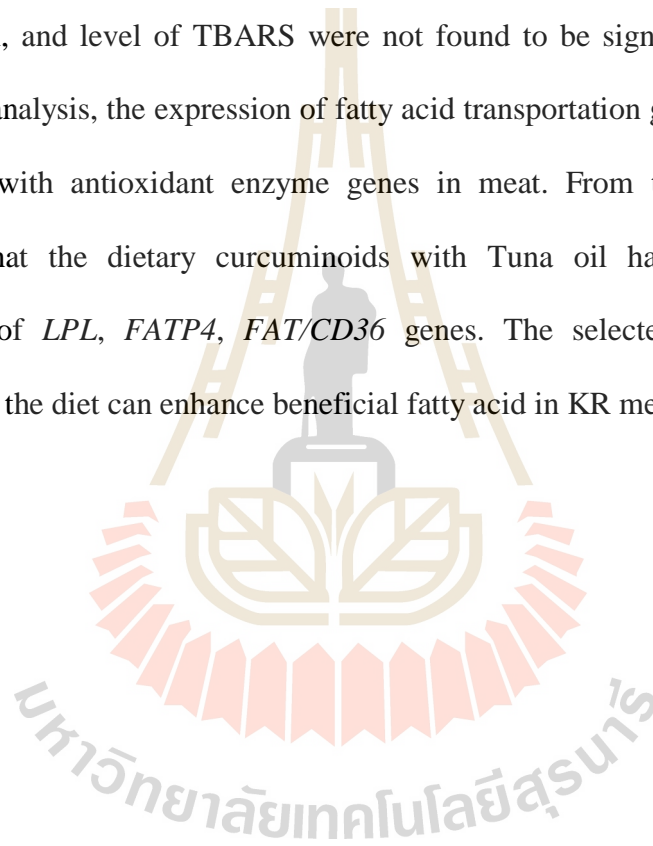 , and level of TBARS were not found to be sign
analysis, the expression of fatty acid transportation g
with antioxidant enzyme genes in meat. From t
hat the dietary curcuminoids with Tuna oil ha
of LPL, FATP4, FAT/CD36 genes. The selecte
the diet can enhance beneficial fatty acid in KR me
มหาวิทยาลัยเทคโนโลยีสุรนารี